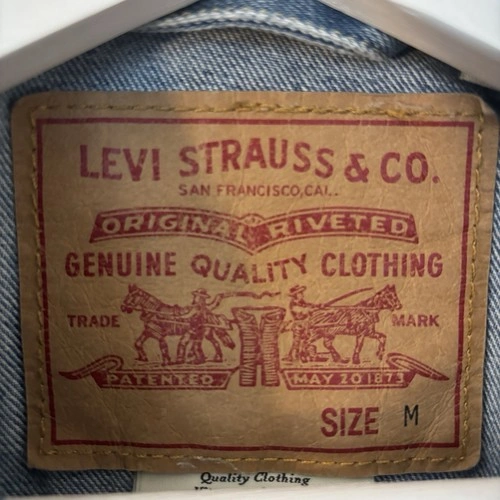 LEVI STRAUSS & CO.
SAN FRANCISCO, CAL.
ORIGINAL RIVETED
GENUINE QUALITY CLOTHING
TRADE MARK
PATENTED MAY 20 1873
SIZE M
Quality Clothing